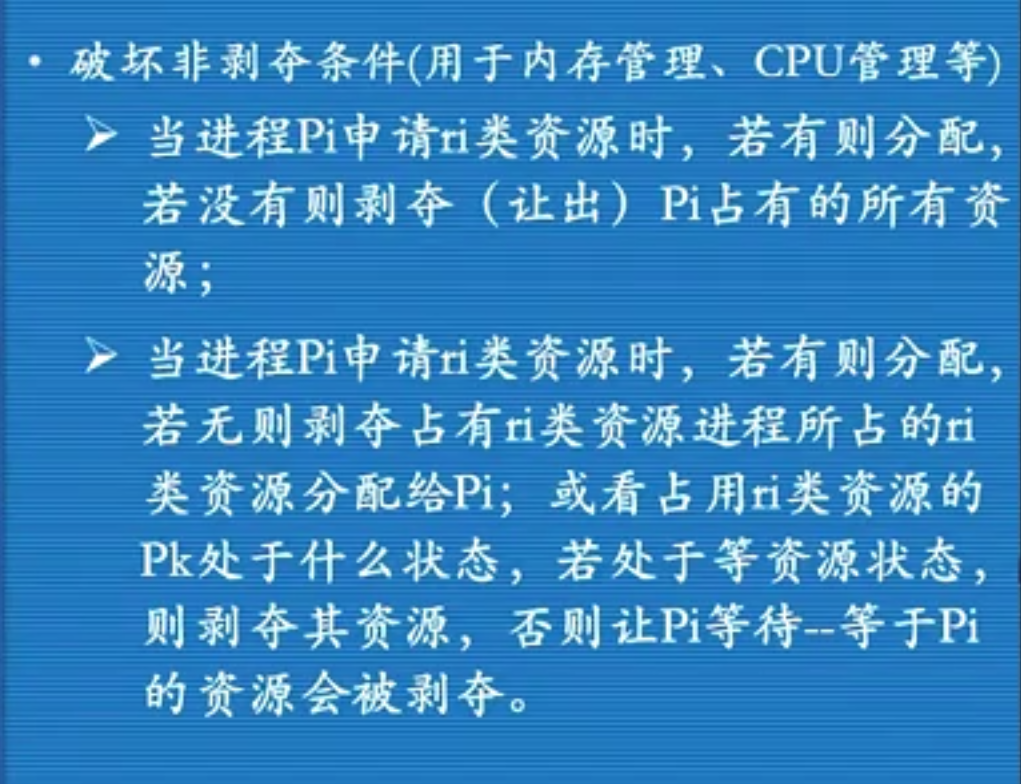 • 破坏非剥夺条件(用于内存管理、CPU管理等)
➢ 当进程Pi申请ri类资源时，若有则分配，
若没有则剥夺（让出）Pi占有的所有资
源；
➢ 当进程Pi申请ri类资源时，若有则分配，
若无则剥夺占有ri类资源进程所占的ri
类资源分配给Pi；或看占用ri类资源的
Pk处于什么状态，若处于等资源状态，
则剥夺其资源，否则让Pi等待--等于Pi
的资源会被剥夺。